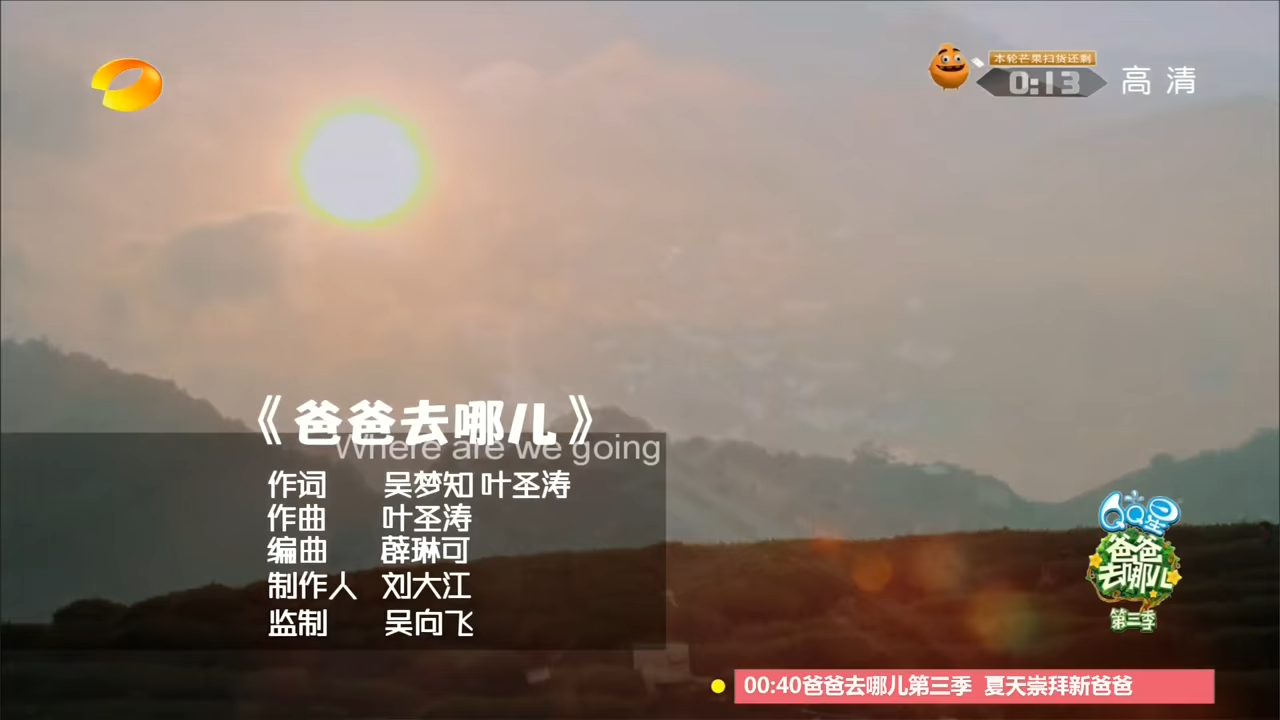 本轮芒果扫货还剩
0:13
高清
《爸爸去哪儿》
Where are we going
作词 吴梦知 叶圣涛
作曲 叶圣涛
编曲 薛琳可
制作人 刘大江
监制 吴向飞
QQ星
爸爸
去哪儿
第三季
00:40爸爸去哪儿第三季 夏天崇拜新爸爸